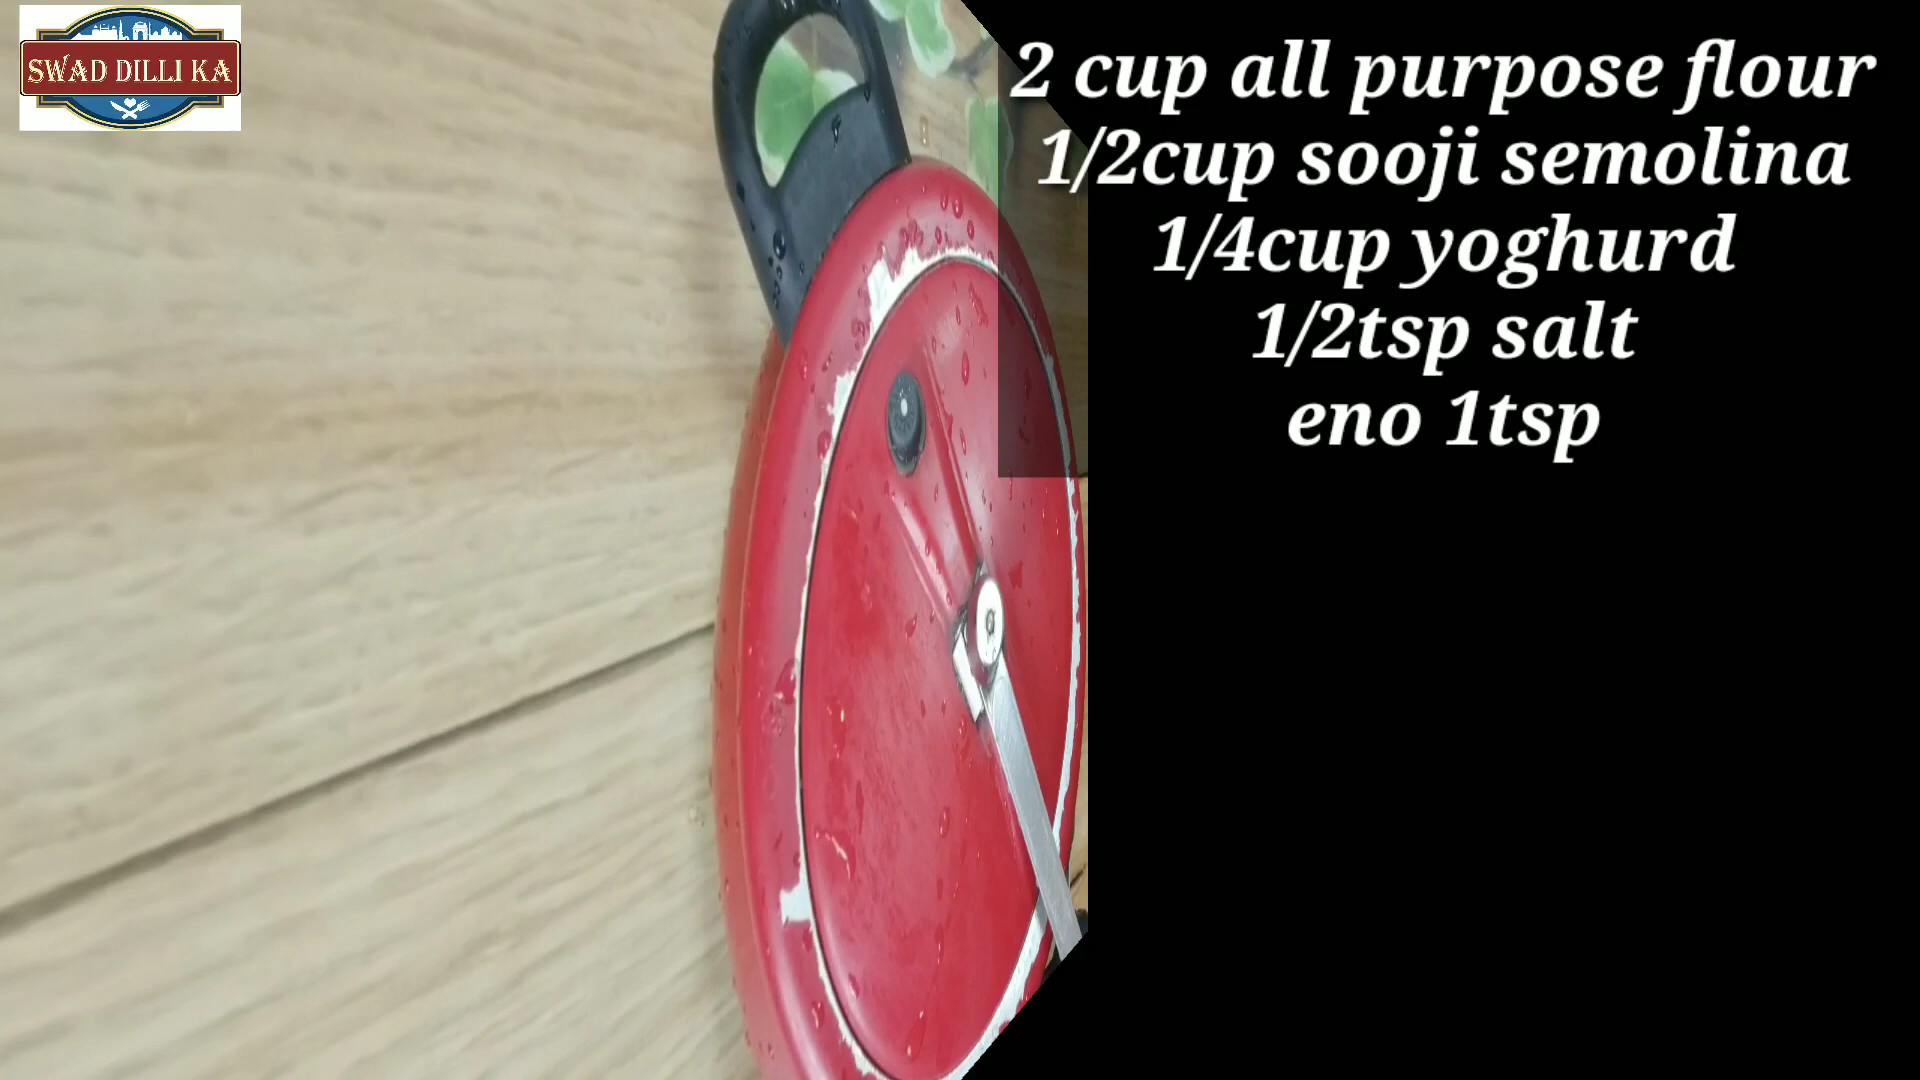 SWAD DILLI KA
2 cup all purpose flour
1/2cup sooji semolina
1/4cup yoghurd
1/2tsp salt
eno 1tsp